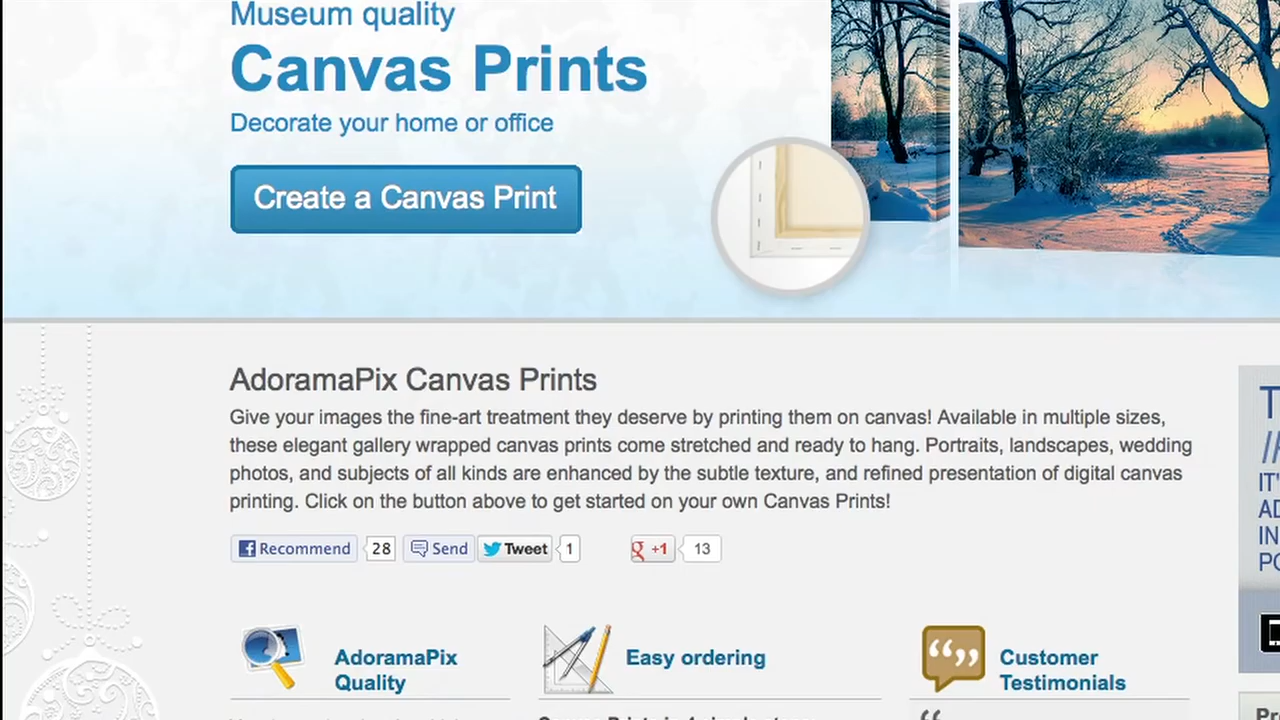 Museum quality
Canvas Prints
Decorate your home or office
Create a Canvas Print
AdoramaPix Canvas Prints
Give your images the fine-art treatment they deserve by printing them on canvas! Available in multiple sizes,
these elegant gallery wrapped canvas prints come stretched and ready to hang. Portraits, landscapes, wedding
photos, and subjects of all kinds are enhanced by the subtle texture, and refined presentation of digital canvas
printing. Click on the button above to get started on your own Canvas Prints!
Recommend 28 Send Tweet 1 +1 13
AdoramaPix
Quality
Easy ordering
Customer
Testimonials